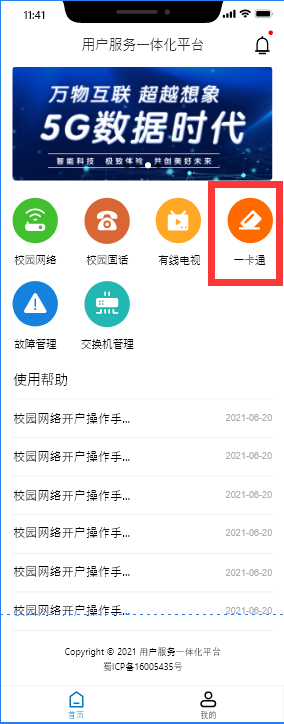 11:41
用户服务一体化平台
万物互联 超越想象
5G数据时代
智能科技 极致体验 共创美好未来
校园网络 校园固话 有线电视 一卡通
故障管理 交换机管理
使用帮助
校园网络开户操作手... 2021-06-20
校园网络开户操作手... 2021-06-20
校园网络开户操作手... 2021-06-20
校园网络开户操作手... 2021-06-20
校园网络开户操作手... 2021-06-20
校园网络开户操作手... 2021-06-20
Copyright © 2021 用户服务一体化平台
蜀ICP备16005435号
首页 我的